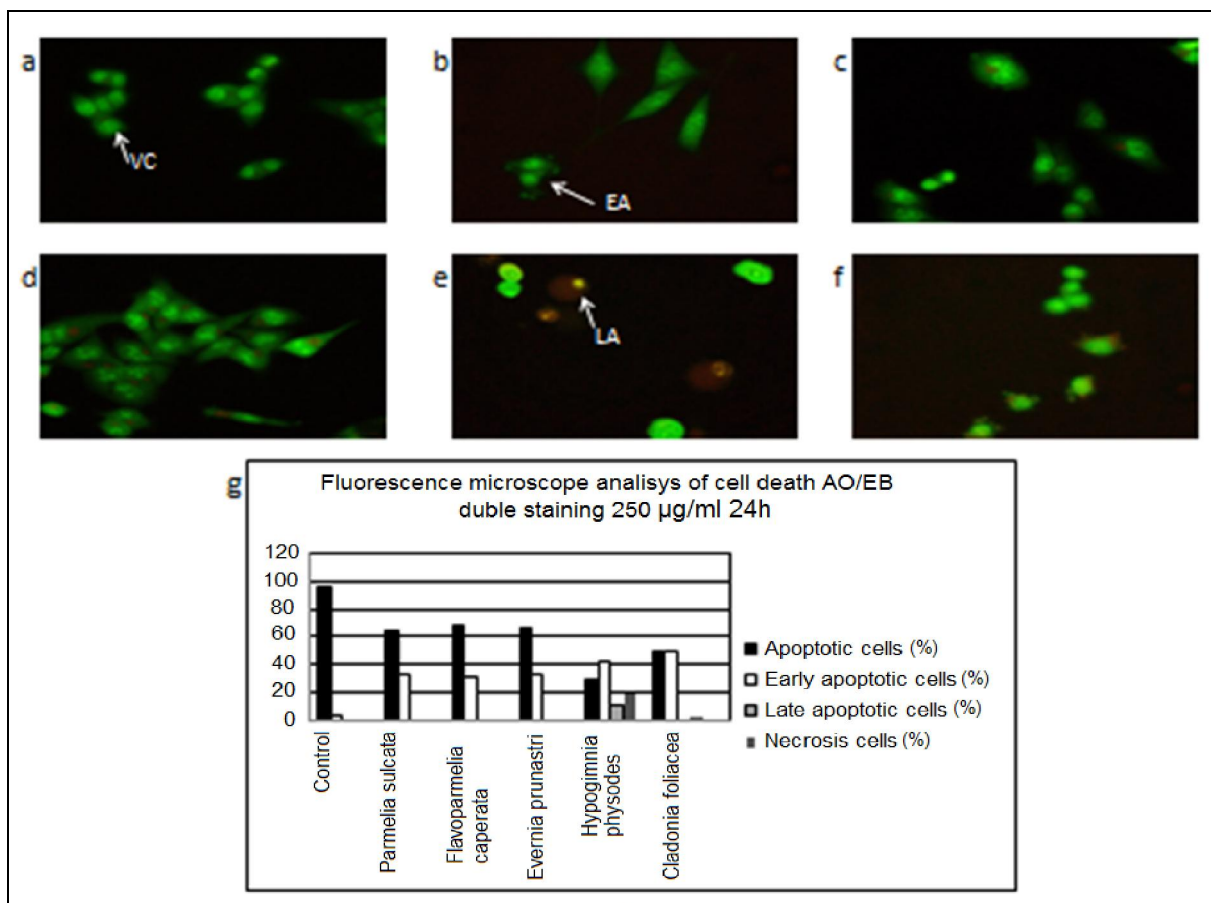 a
VC
b
EA
c
d
e
LA
f
g
Fluorescence microscope analisys of cell death AO/EB
duble staining 250 µg/ml 24h
120
100
80
60
40
20
0
Control
Parmelia sulcata
Flavoparmelia
caperata
Evernia prunastri
Hypogimnia
physodes
Cladonia foliacea
Apoptotic cells (%)
Early apoptotic cells (%)
Late apoptotic cells (%)
Necrosis cells (%)